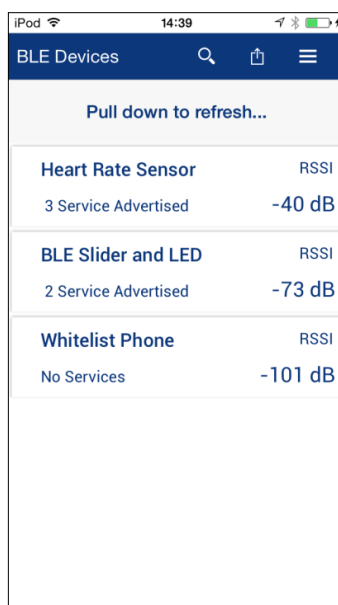 iPod 14:39
BLE Devices
Pull down to refresh...
Heart Rate Sensor RSSI
3 Service Advertised -40 dB
BLE Slider and LED RSSI
2 Service Advertised -73 dB
Whitelist Phone RSSI
No Services -101 dB